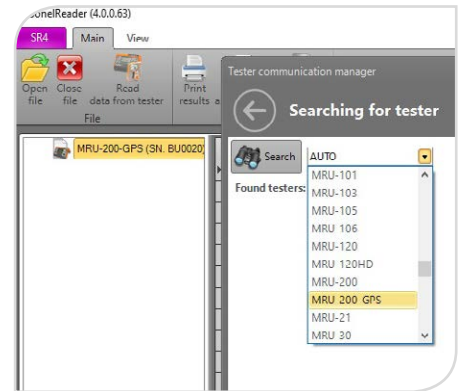 onelReader (4.0.0.63)
SR4 Main View
Open file
Close file
Read data from tester
Print results
File
MRU-200-GPS (SN. BU0020)
Tester communication manager
Searching for tester
Search
AUTO
Found testers:
MRU-101
MRU-103
MRU-105
MRU 106
MRU-120
MRU 120HD
MRU-200
MRU 200 GPS
MRU-21
MRU 30